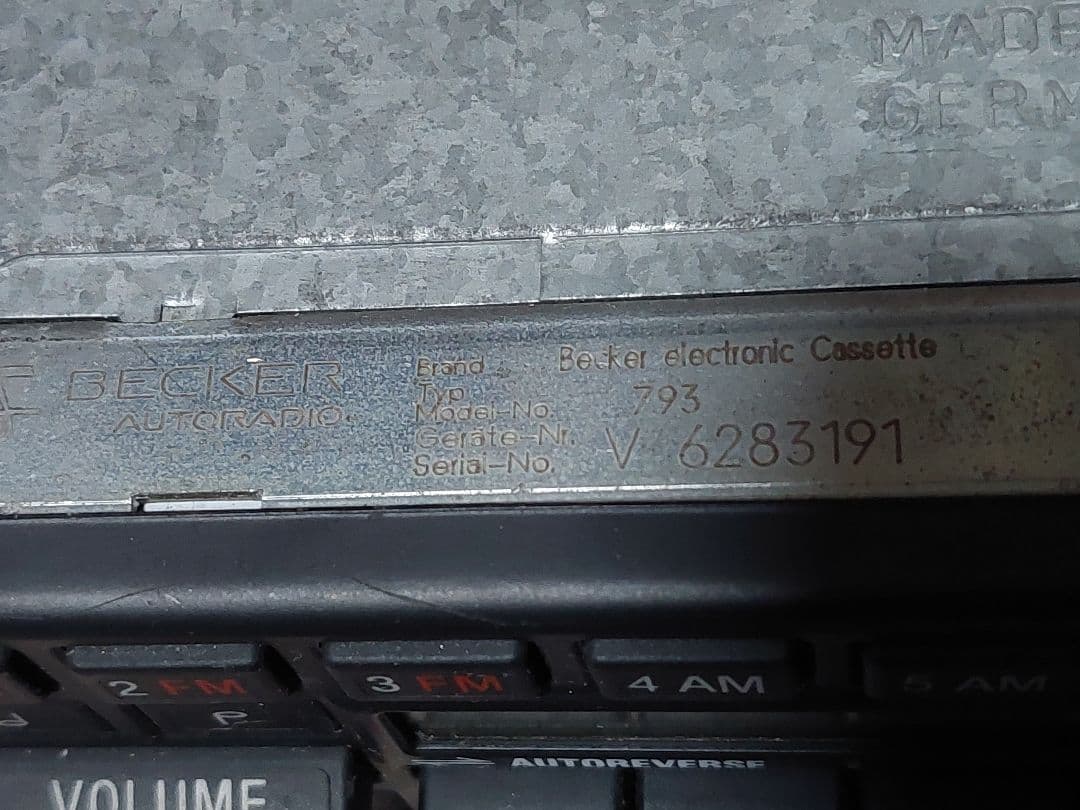 MADE
GERM
BECKER
AUTORADIO
Brand Becker electronic Cassette
Typ
Model-No. 793
Geräte-Nr.
Serial-No. V 6283191
2 FM 3 FM 4 AM 5 AM
P
AUTOREVERSE
VOLUME